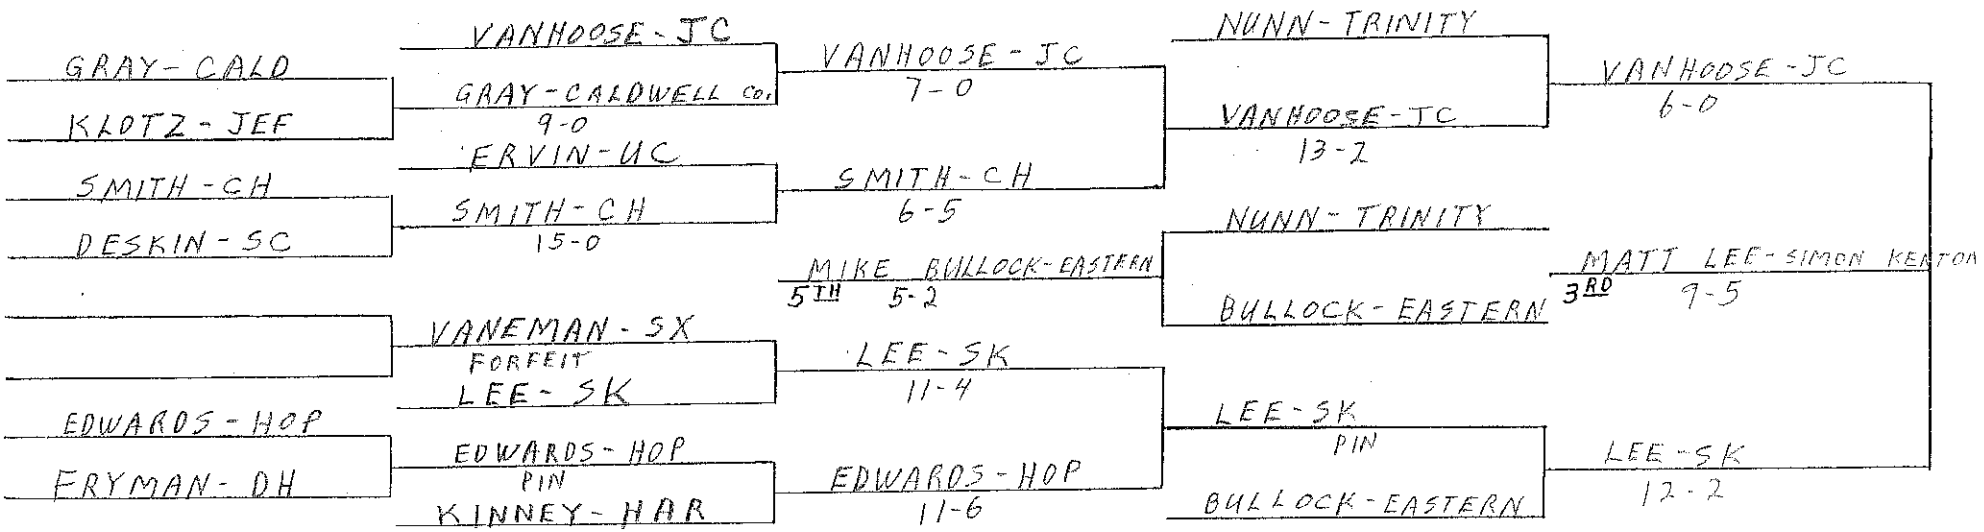 GRAY - CALD
KLOTZ - JEF
SMITH - CH
DESKIN - SC
EDWARDS - HOP
FRYMAN - DH
VANHOOSE - JC
GRAY - CALDWELL CO.
9-0
ERVIN - UC
SMITH - CH
15-0
VANEMAN - SX
FORFEIT
LEE - SK
EDWARDS - HOP
PIN
KINNEY - HAR
VANHOOSE - JC
7-0
SMITH - CH
6-5
MIKE BULLOCK - EASTERN
5TH 5-2
LEE - SK
11-4
EDWARDS - HOP
11-6
NUNN - TRINITY
VANHOOSE - JC
13-2
NUNN - TRINITY
BULLOCK - EASTERN
LEE - SK
PIN
BULLOCK - EASTERN
VANHOOSE - JC
6-0
MATT LEE - SIMON KENTON
3RD 9-5
LEE - SK
12-2